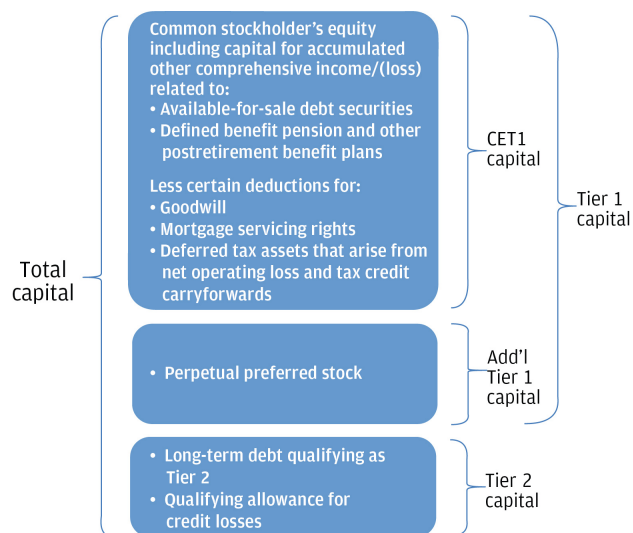 Common stockholder's equity
including capital for accumulated
other comprehensive income/(loss)
related to:
• Available-for-sale debt securities
• Defined benefit pension and other
postretirement benefit plans
Less certain deductions for:
• Goodwill
• Mortgage servicing rights
• Deferred tax assets that arise from
net operating loss and tax credit
carryforwards
CET1
capital
Tier 1
capital
Total
capital
• Perpetual preferred stock
Add'l
Tier 1
capital
• Long-term debt qualifying as
Tier 2
• Qualifying allowance for
credit losses
Tier 2
capital